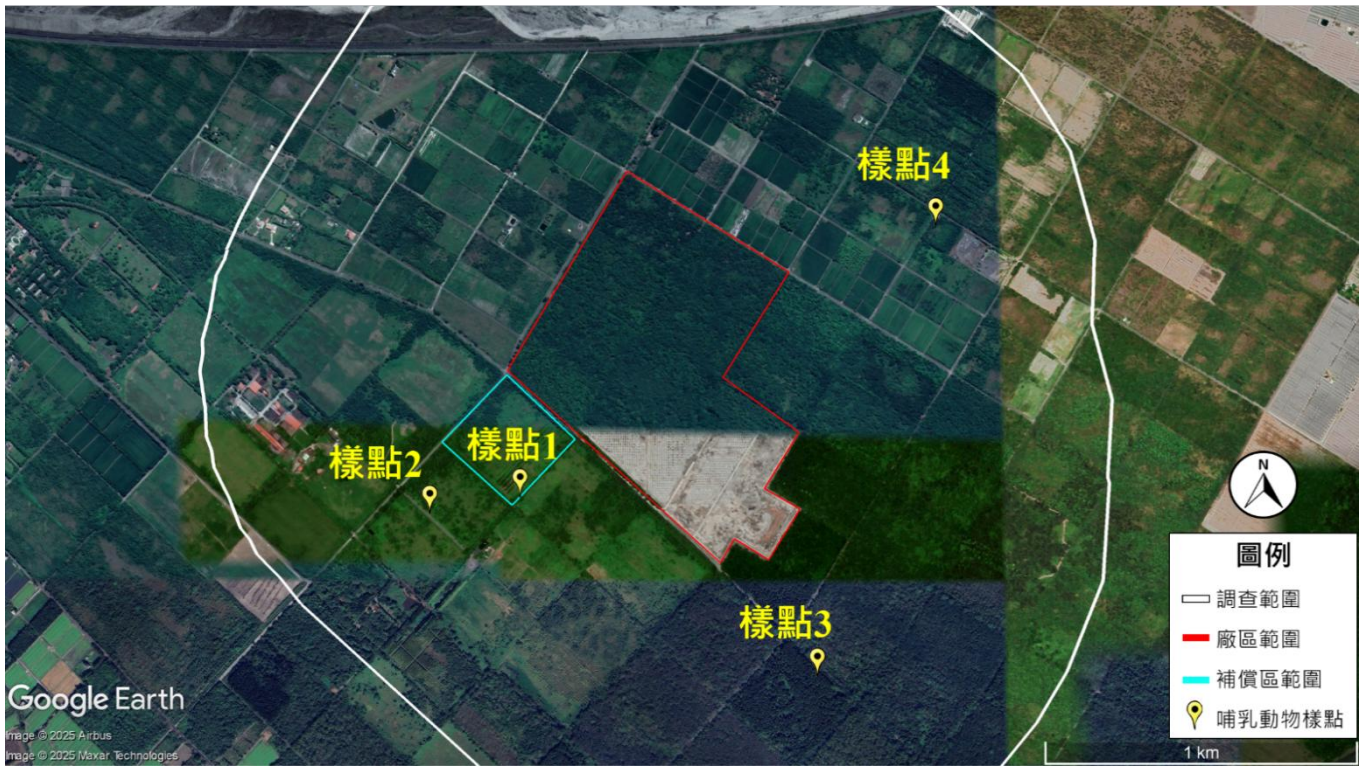 樣點4
樣點1
樣點2
樣點3
N
圖例
調查範圍
廠區範圍
補償區範圍
哺乳動物樣點
Google Earth
Image © 2025 Airbus
Image © 2025 Maxar Technologies
1 km